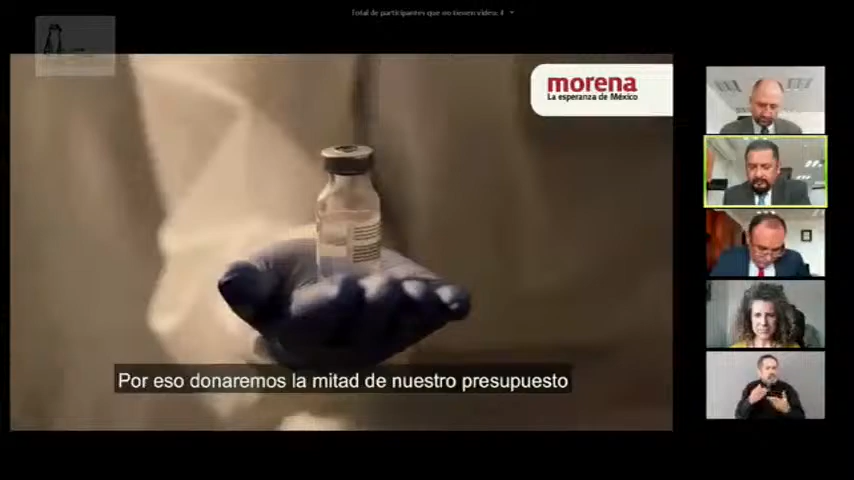 Total de participantes que no tienen video: 4
morena
La esperanza de México
Por eso donaremos la mitad de nuestro presupuesto